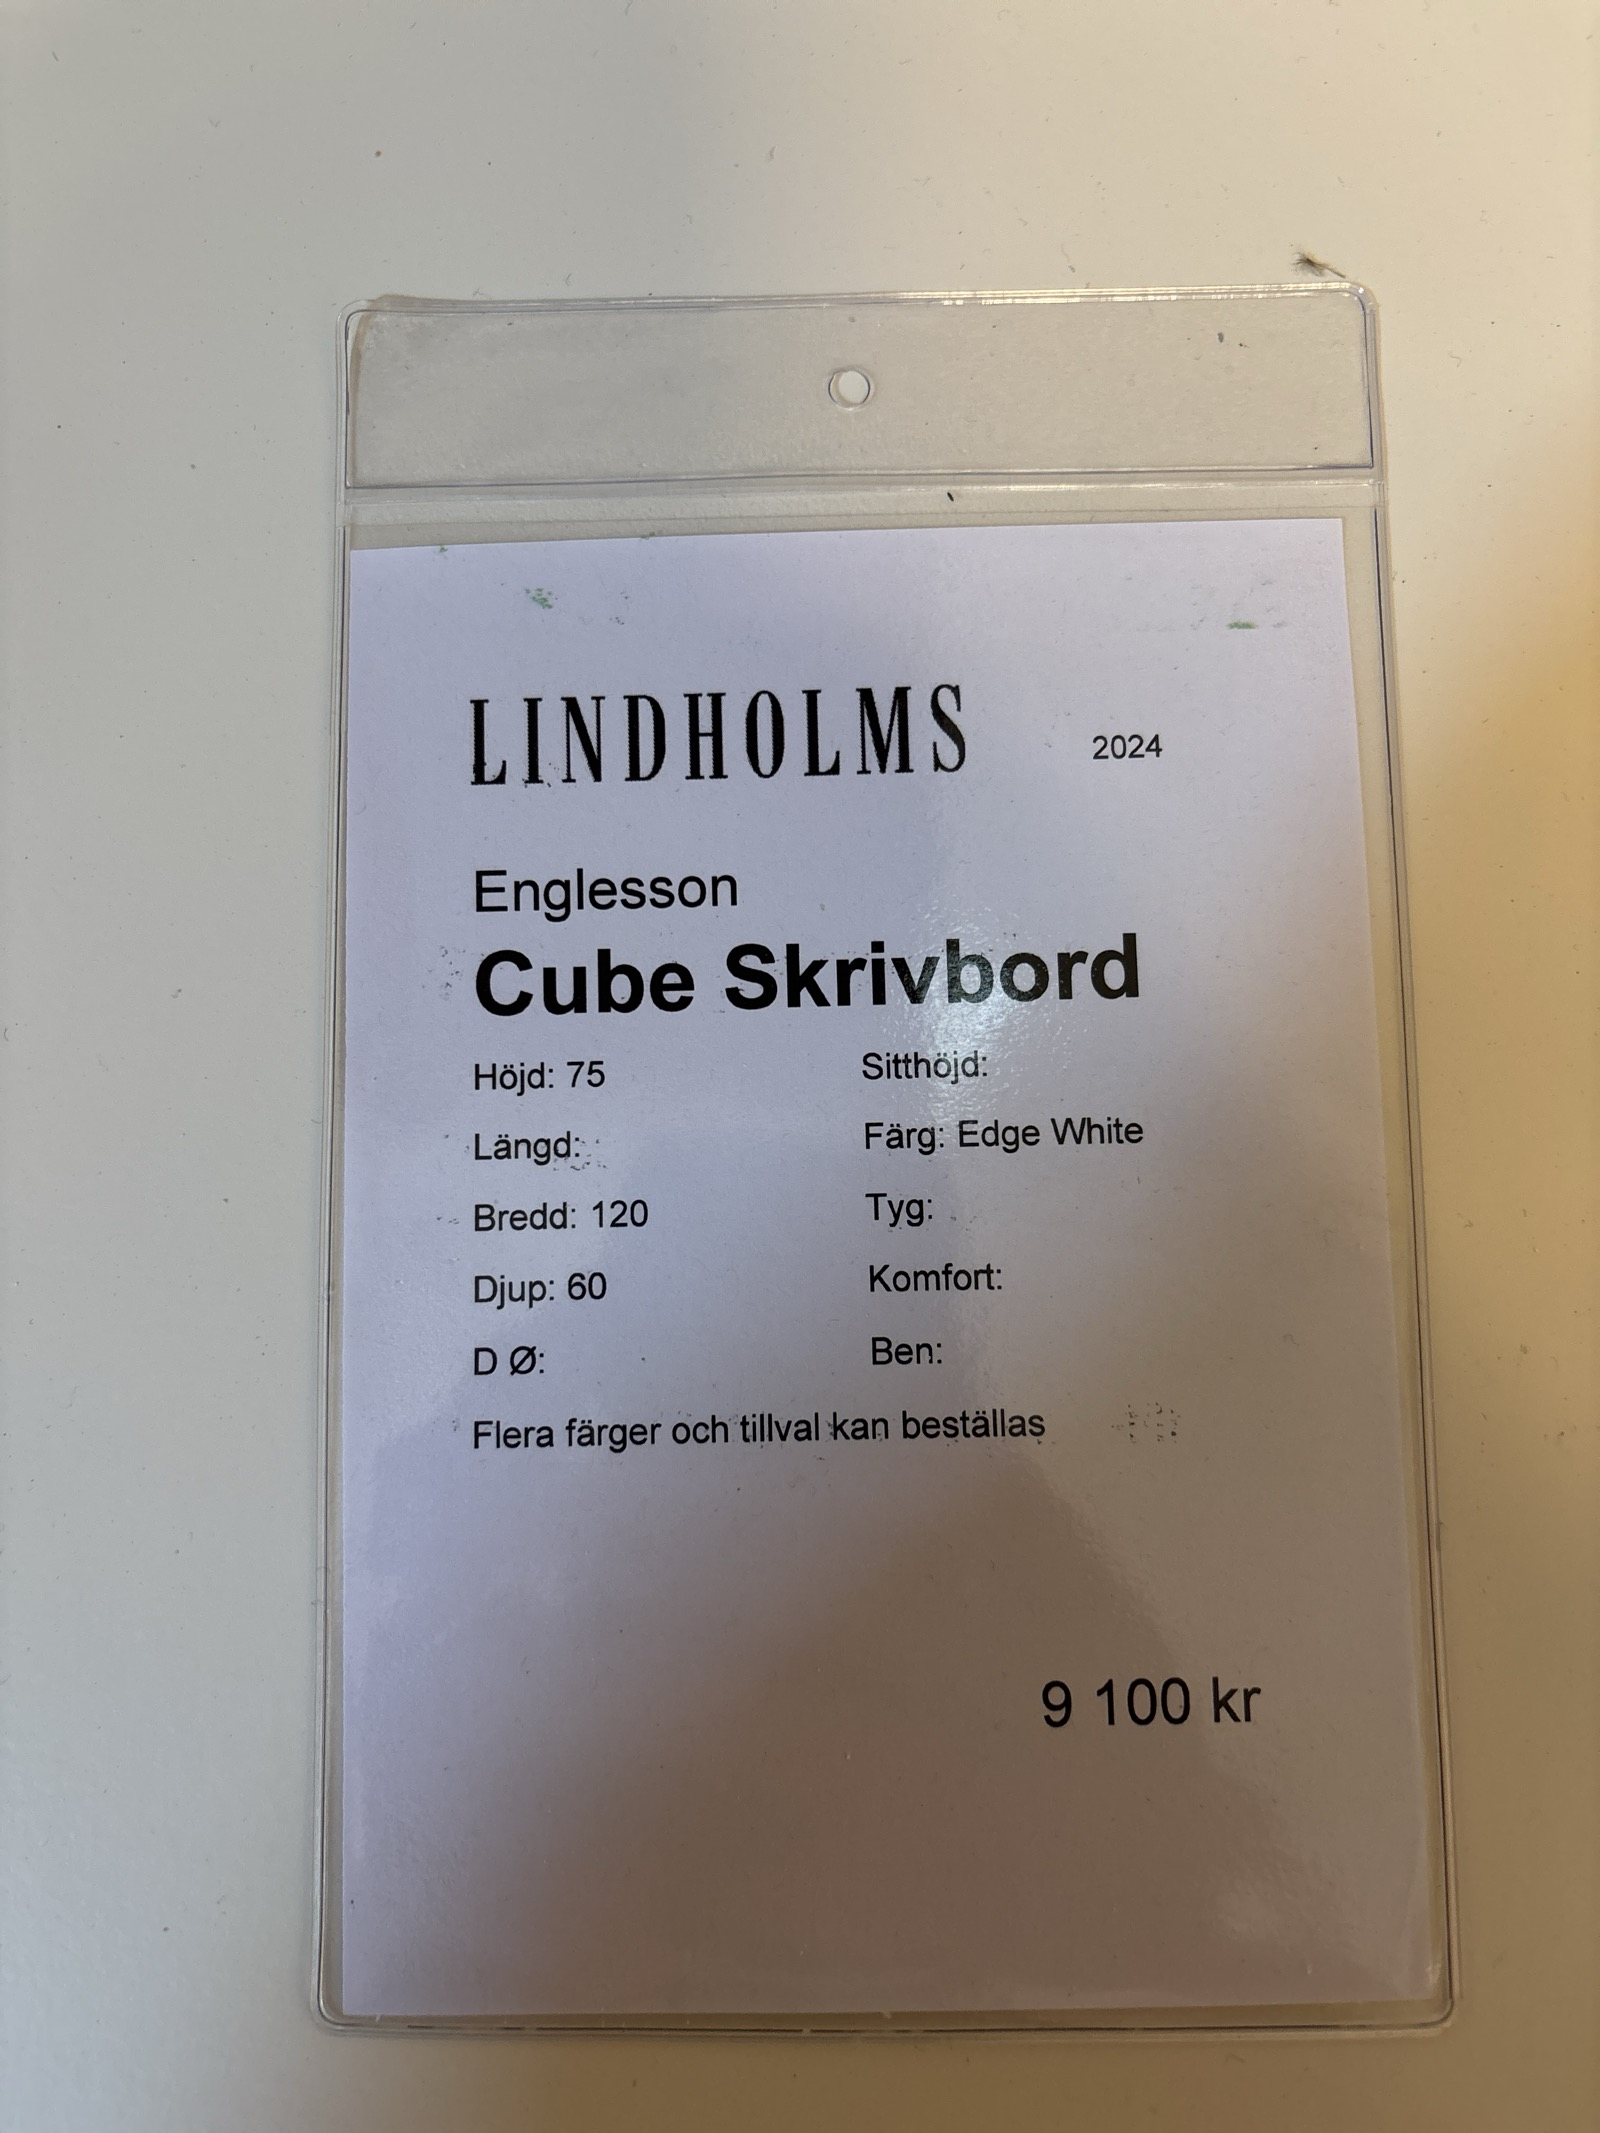 LINDHOLMS 2024
Englesson
Cube Skrivbord
Höjd: 75 Sitthöjd:
Längd: Färg: Edge White
Bredd: 120 Tyg:
Djup: 60 Komfort:
D Ø: Ben:
Flera färger och tillval kan beställas
9 100 kr